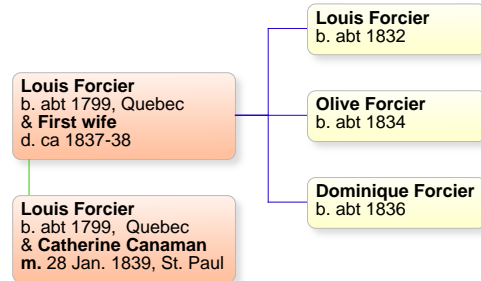 Louis Forcier
b. abt 1799, Quebec
& First wife
d. ca 1837-38
Louis Forcier
b. abt 1799,  Quebec
& Catherine Canaman
m. 28 Jan. 1839, St. Paul
Louis Forcier
b. abt 1832
Olive Forcier
b. abt 1834
Dominique Forcier
b. abt 1836